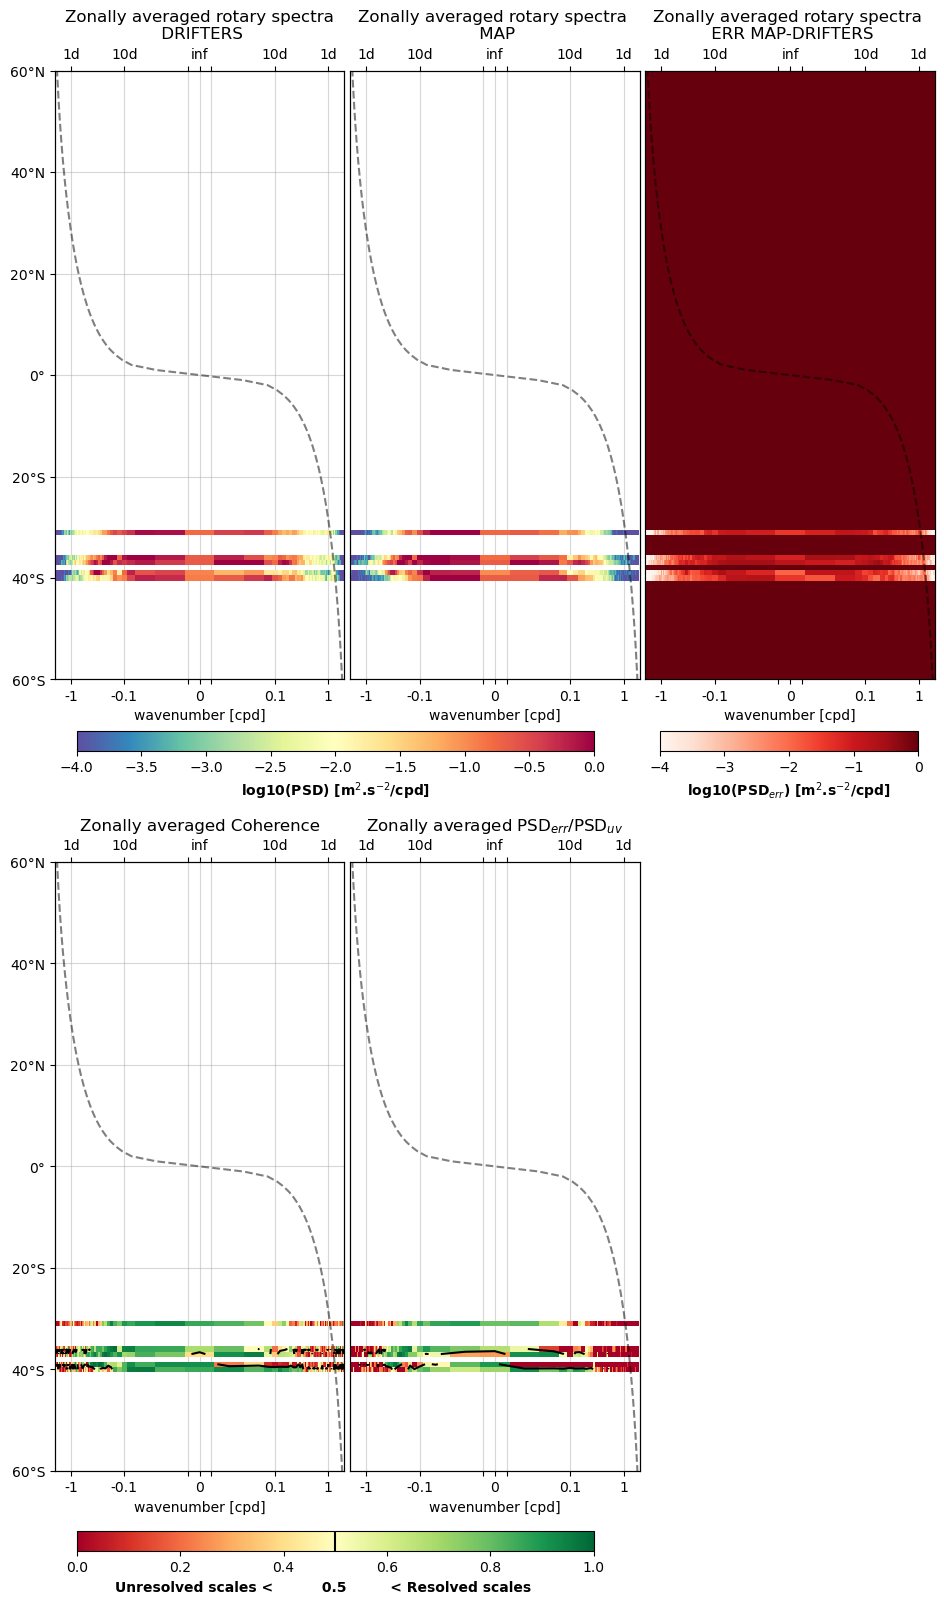 Zonally averaged rotary spectra
DRIFTERS
Zonally averaged rotary spectra
MAP
Zonally averaged rotary spectra
ERR MAP-DRIFTERS
1d 10d inf 10d 1d
1d 10d inf 10d 1d
1d 10d inf 10d 1d
60°N
40°N
20°N
0°
20°S
40°S
60°S
-1 -0.1 0 0.1 1
-1 -0.1 0 0.1 1
-1 -0.1 0 0.1 1
wavenumber [cpd]
wavenumber [cpd]
wavenumber [cpd]
−4.0 −3.5 −3.0 −2.5 −2.0 −1.5 −1.0 −0.5 0.0
log10(PSD) [m².s⁻²/cpd]
−4 −3 −2 −1 0
log10(PSD_err) [m².s⁻²/cpd]
Zonally averaged Coherence
Zonally averaged PSD_err/PSD_uv
1d 10d inf 10d 1d
1d 10d inf 10d 1d
60°N
40°N
20°N
0°
20°S
40°S
60°S
-1 -0.1 0 0.1 1
-1 -0.1 0 0.1 1
wavenumber [cpd]
wavenumber [cpd]
0.0 0.2 0.4 0.6 0.8 1.0
Unresolved scales < 0.5 < Resolved scales